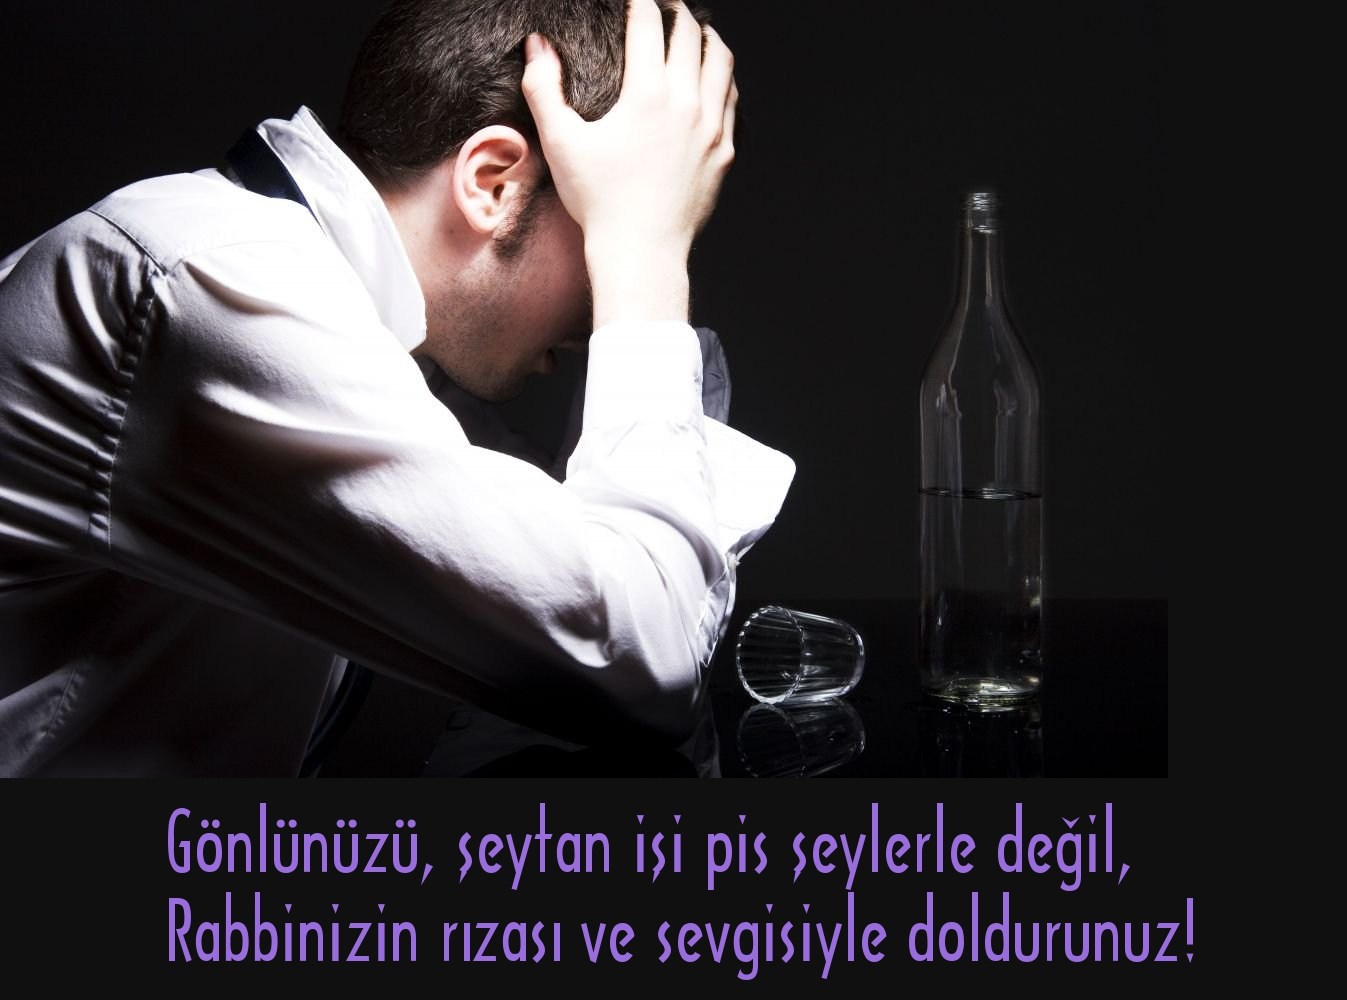 Gönlünüzü, şeytan işi pis şeylerle değil,
Rabbinizin rızası ve sevgisiyle doldurunuz!